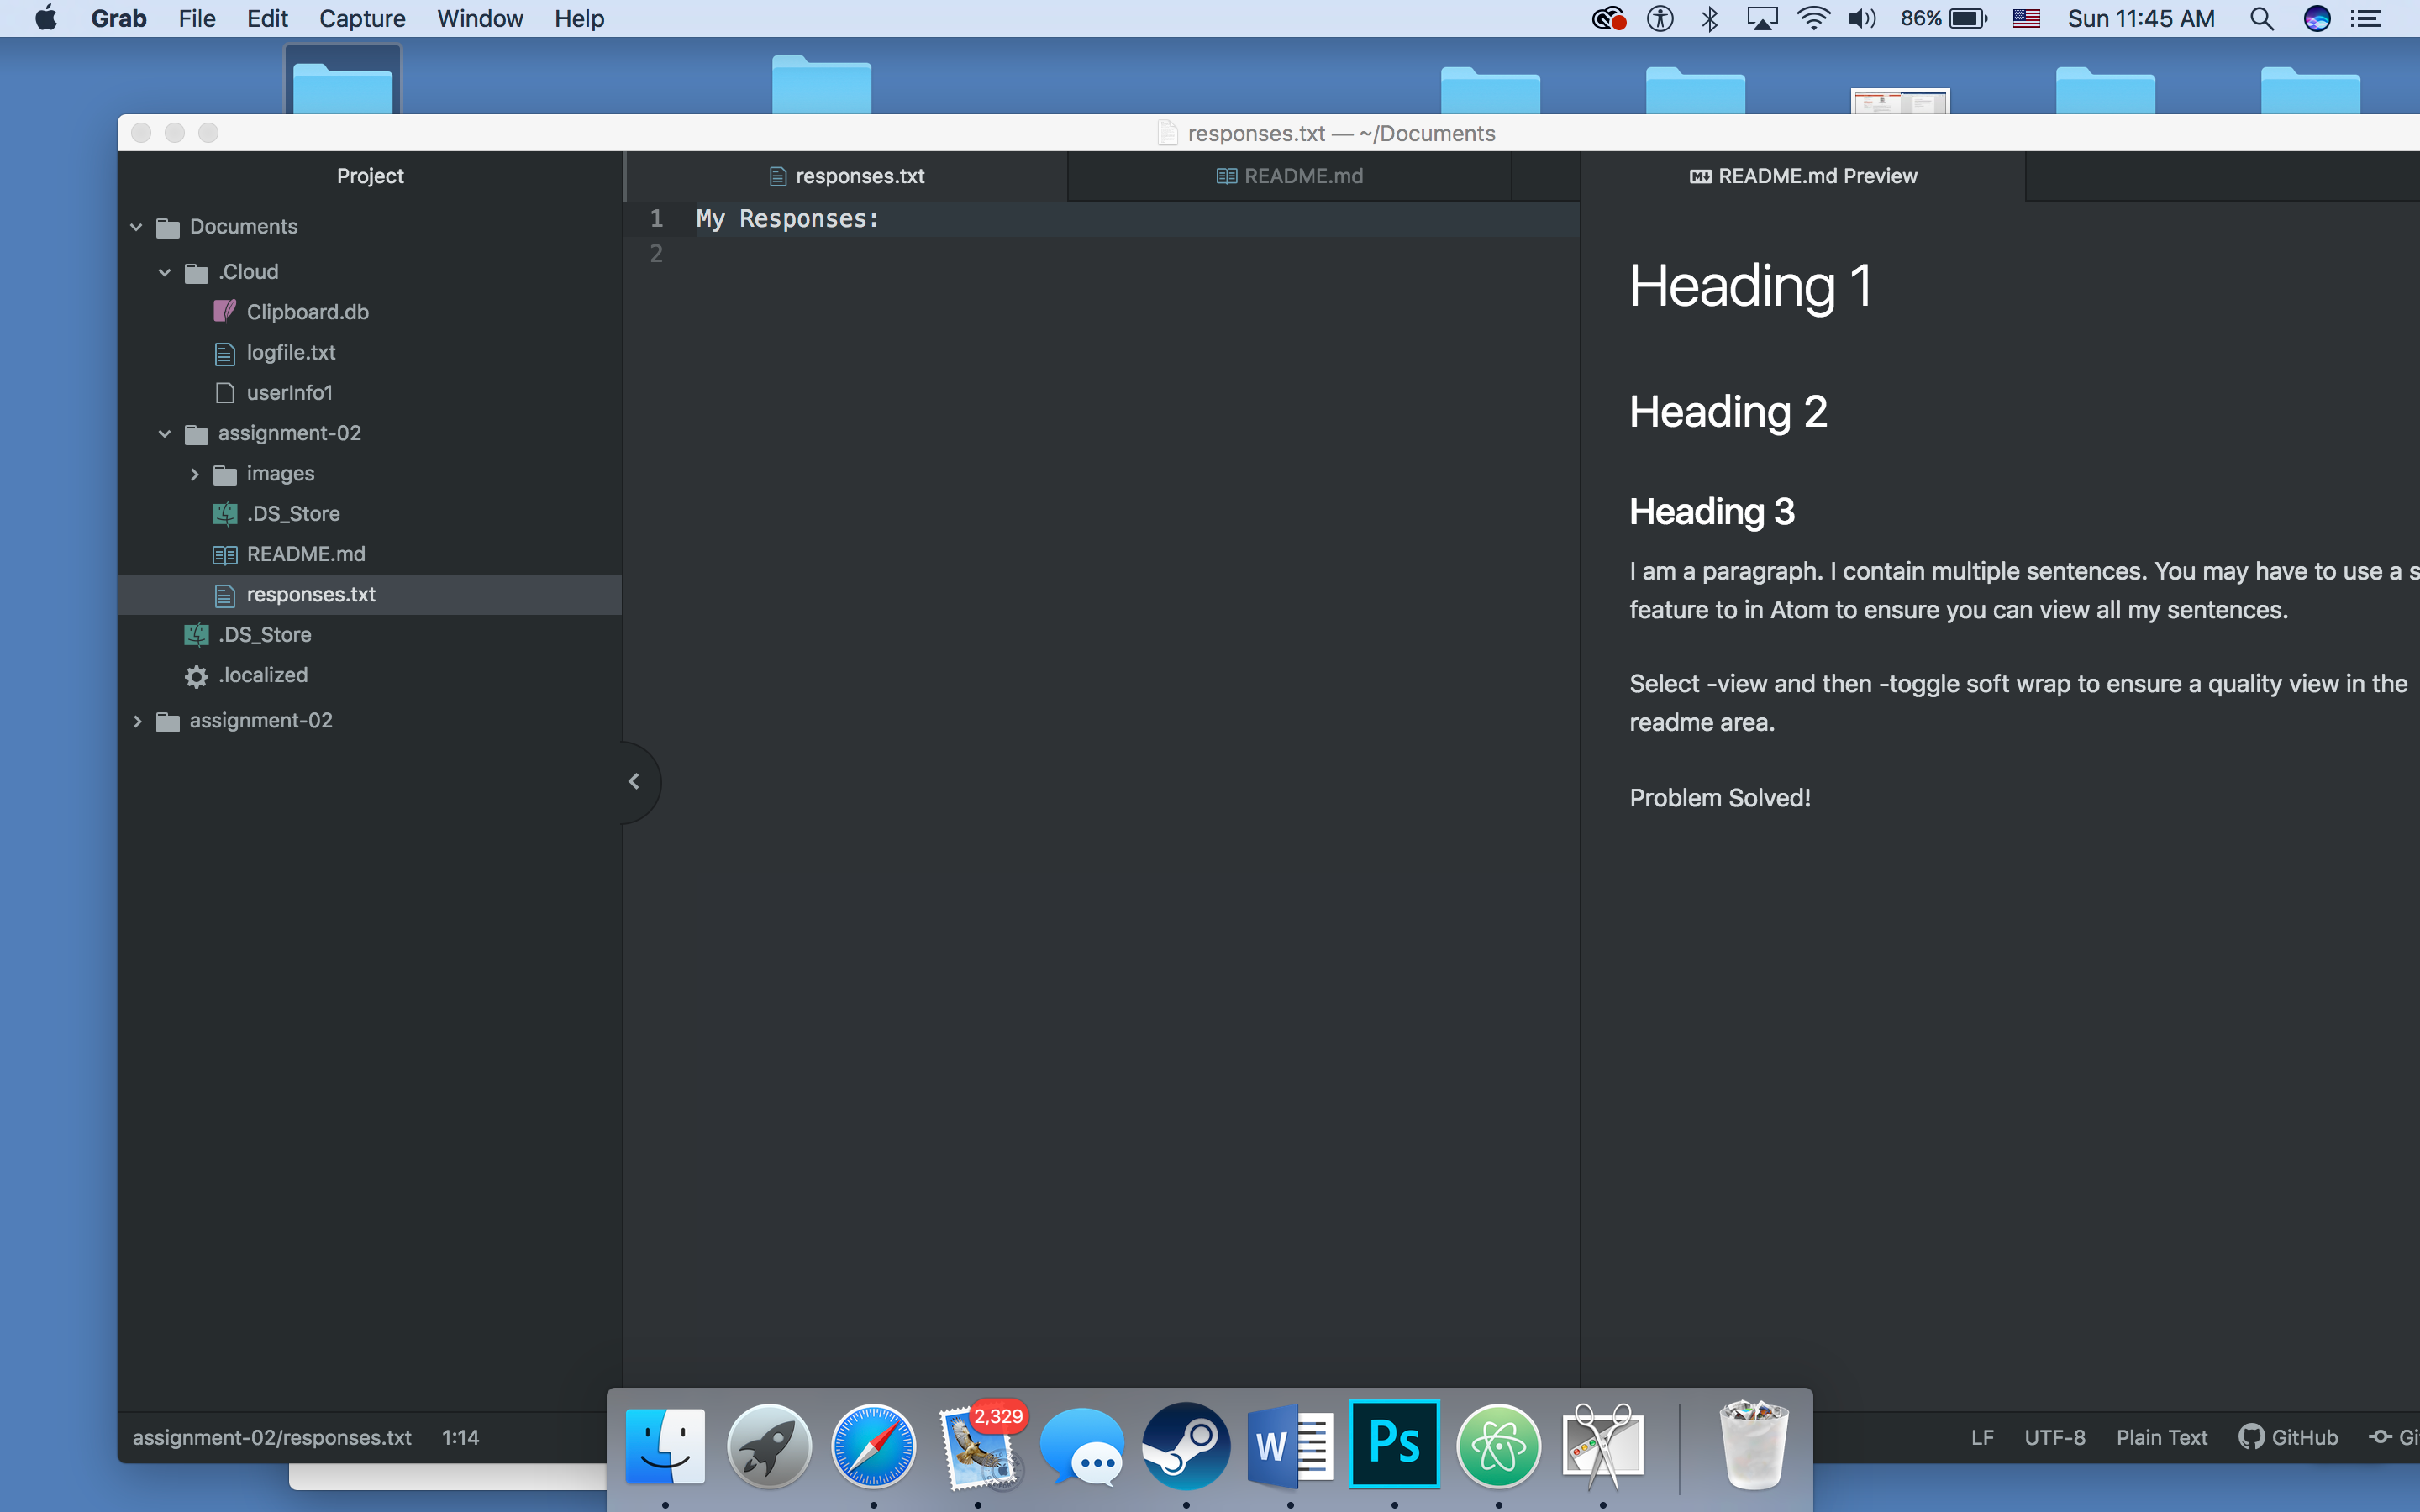 Grab File Edit Capture Window Help 86% Sun 11:45 AM
responses.txt — ~/Documents
Project
responses.txt
README.md
README.md Preview
Documents
.Cloud
Clipboard.db
logfile.txt
userInfo1
assignment-02
images
.DS_Store
README.md
responses.txt
.DS_Store
.localized
assignment-02
1 My Responses:
2
Heading 1
Heading 2
Heading 3
I am a paragraph. I contain multiple sentences. You may have to use a s
feature to in Atom to ensure you can view all my sentences.
Select -view and then -toggle soft wrap to ensure a quality view in the
readme area.
Problem Solved!
assignment-02/responses.txt 1:14
LF UTF-8 Plain Text GitHub Gi
2,329
W
Ps